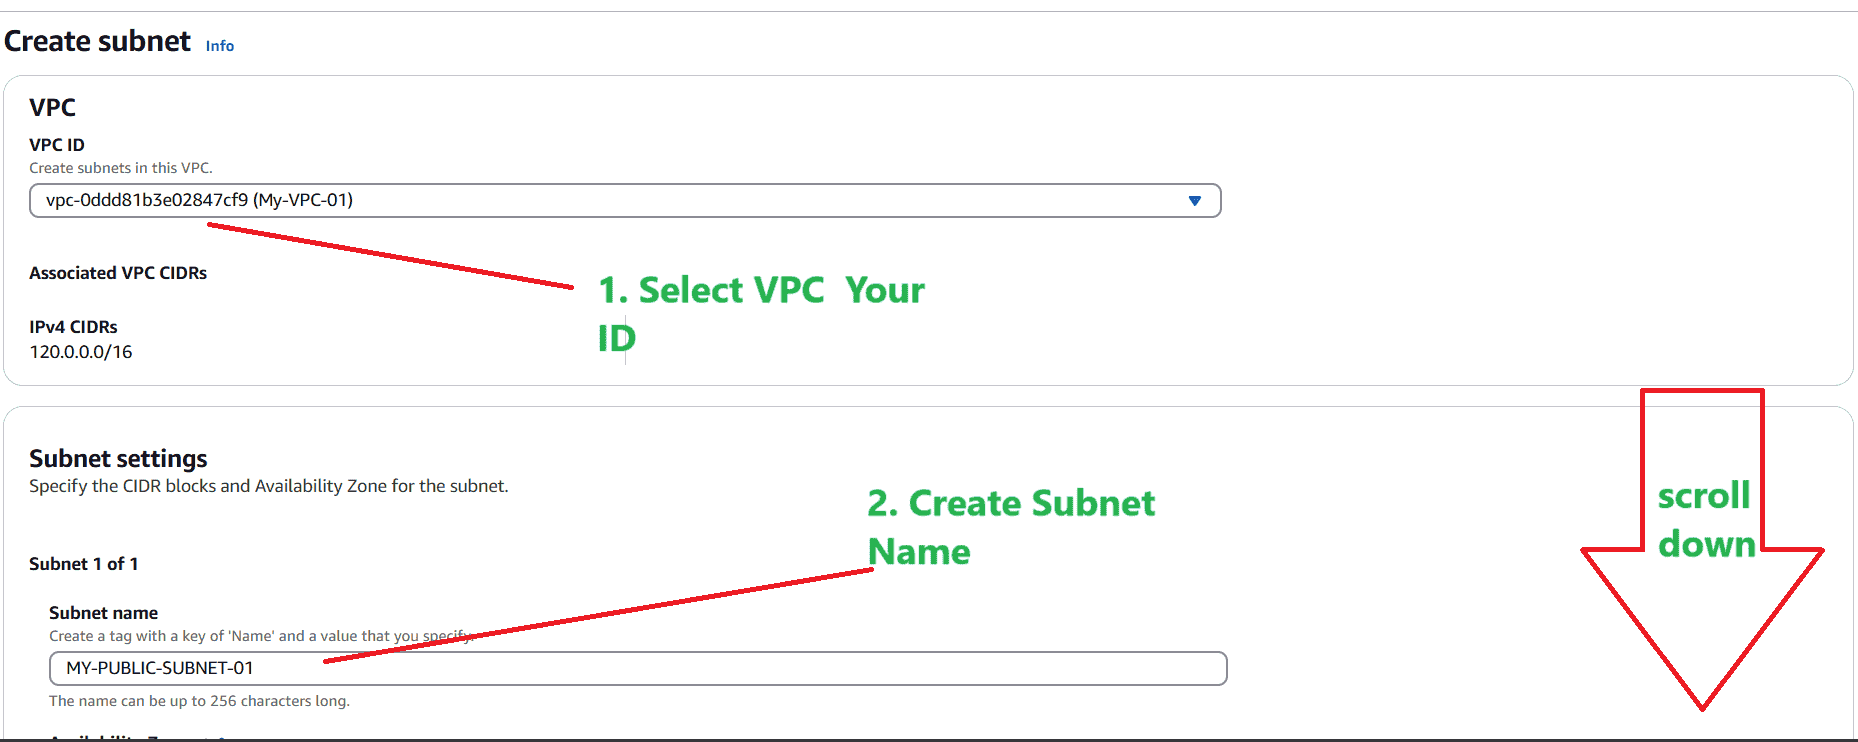 Create subnet Info
VPC
VPC ID
Create subnets in this VPC.
vpc-0ddd81b3e02847cf9 (My-VPC-01)
Associated VPC CIDRs
1. Select VPC  Your
ID
IPv4 CIDRs
120.0.0.0/16
Subnet settings
Specify the CIDR blocks and Availability Zone for the subnet.
2. Create Subnet
Name
scroll
down
Subnet 1 of 1
Subnet name
Create a tag with a key of 'Name' and a value that you specify.
MY-PUBLIC-SUBNET-01
The name can be up to 256 characters long.